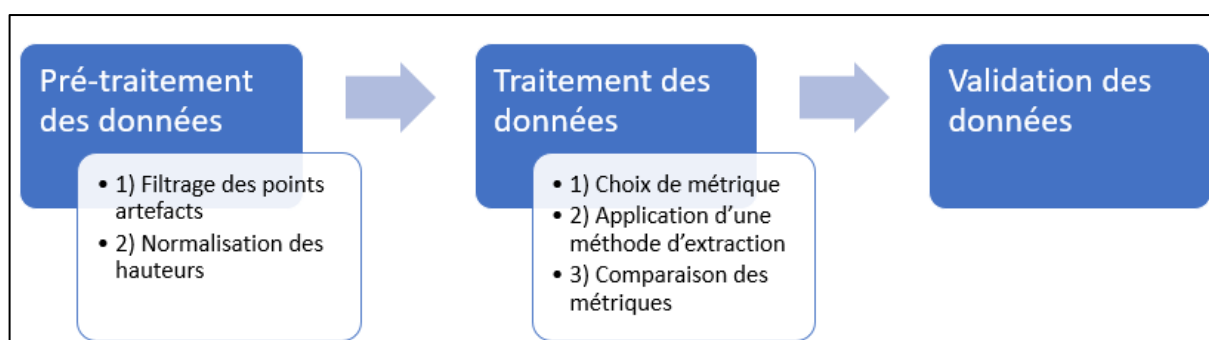 Pré-traitement
des données
• 1) Filtrage des points
artefacts
• 2) Normalisation des
hauteurs
Traitement des
données
• 1) Choix de métrique
• 2) Application d'une
méthode d'extraction
• 3) Comparaison des
métriques
Validation des
données